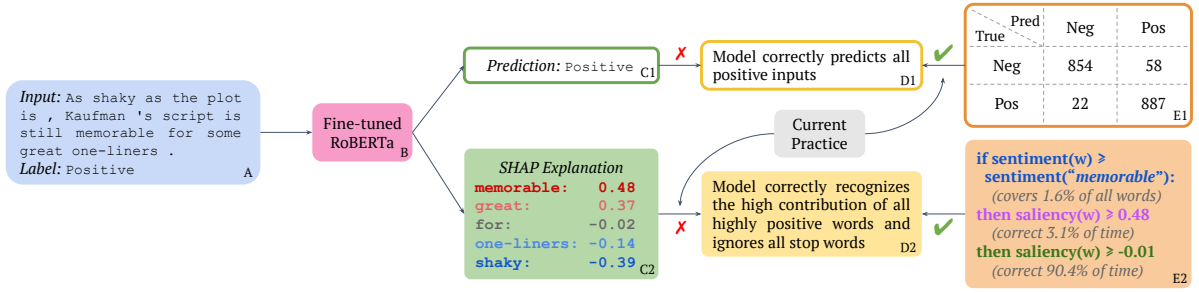 Input: As shaky as the plot
is , Kaufman 's script is
still memorable for some
great one-liners .
Label: Positive
A
Fine-tuned
RoBERTa
B
Prediction: Positive
C1
✗
Model correctly predicts all
positive inputs
D1
✔
Pred
True
Neg
Pos
Neg
854
58
Pos
22
887
E1
Current
Practice
SHAP Explanation
memorable: 0.48
great: 0.37
for: -0.02
one-liners: -0.14
shaky: -0.39
C2
✗
Model correctly recognizes
the high contribution of all
highly positive words and
ignores all stop words
D2
✔
if sentiment(w) ⩾
sentiment(“memorable”):
(covers 1.6% of all words)
then saliency(w) ⩾ 0.48
(correct 3.1% of time)
then saliency(w) ⩾ -0.01
(correct 90.4% of time)
E2